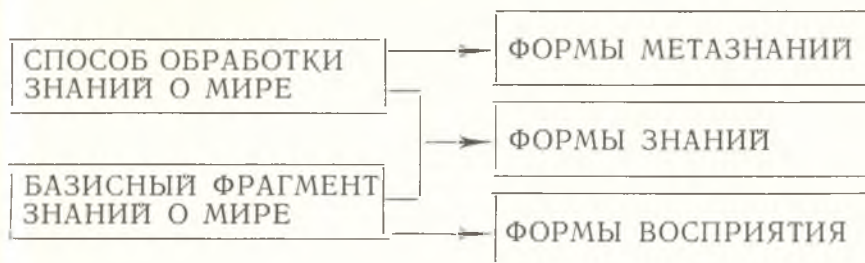 СПОСОБ ОБРАБОТКИ
ЗНАНИЙ О МИРЕ
БАЗИСНЫЙ ФРАГМЕНТ
ЗНАНИЙ О МИРЕ
ФОРМЫ МЕТАЗНАНИЙ
ФОРМЫ ЗНАНИЙ
ФОРМЫ ВОСПРИЯТИЯ